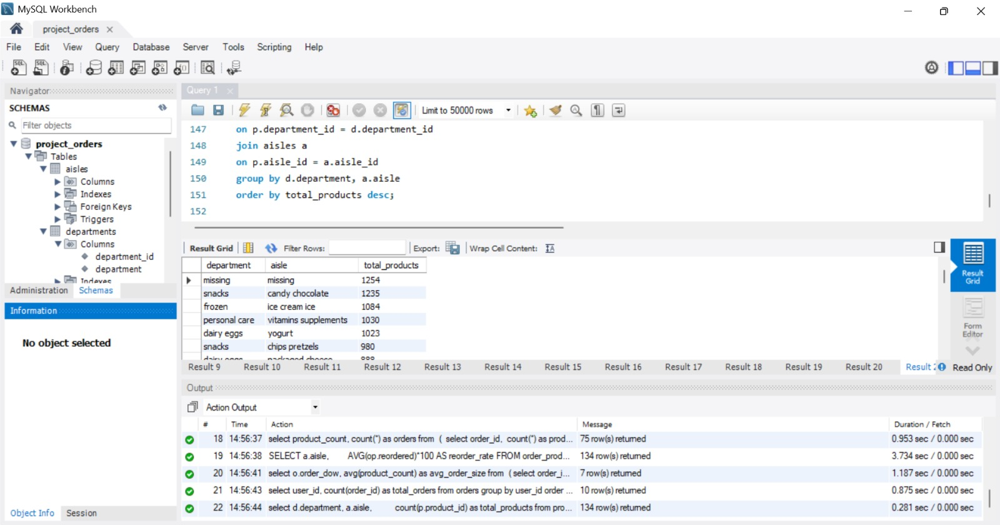 MySQL Workbench
project_orders
File Edit View Query Database Server Tools Scripting Help
Navigator
SCHEMAS
Filter objects
project_orders
Tables
aisles
Columns
Indexes
Foreign Keys
Triggers
departments
Columns
department_id
department
Indexes
Administration Schemas
Information
No object selected
Object Info Session
Query 1
Limit to 50000 rows
147 on p.department_id = d.department_id
148 join aisles a
149 on p.aisle_id = a.aisle_id
150 group by d.department, a.aisle
151 order by total_products desc;
152
Result Grid Filter Rows: Export: Wrap Cell Content:
department aisle total_products
missing missing 1254
snacks candy chocolate 1235
frozen ice cream ice 1084
personal care vitamins supplements 1030
dairy eggs yogurt 1023
snacks chips pretzels 980
dairy eggs packaged cheese
Result Grid
Form Editor
Result 9 Result 10 Result 11 Result 12 Result 13 Result 14 Result 15 Result 16 Result 17 Result 18 Result 19 Result 20 Result Read Only
Output
Action Output
# Time Action Message Duration / Fetch
18 14:56:37 select product_count, count(*) as orders from ( select order_id, count(*) as prod... 75 row(s) returned 0.953 sec / 0.000 sec
19 14:56:38 SELECT a.aisle, AVG(op.reordered)*100 AS reorder_rate FROM order_prod... 134 row(s) returned 3.734 sec / 0.000 sec
20 14:56:41 select o.order_dow, avg(product_count) as avg_order_size from ( select order_i... 7 row(s) returned 1.187 sec / 0.000 sec
21 14:56:43 select user_id, count(order_id) as total_orders from orders group by user_id order ... 10 row(s) returned 0.875 sec / 0.000 sec
22 14:56:44 select d.department, a.aisle, count(p.product_id) as total_products from pro... 134 row(s) returned 0.281 sec / 0.000 sec